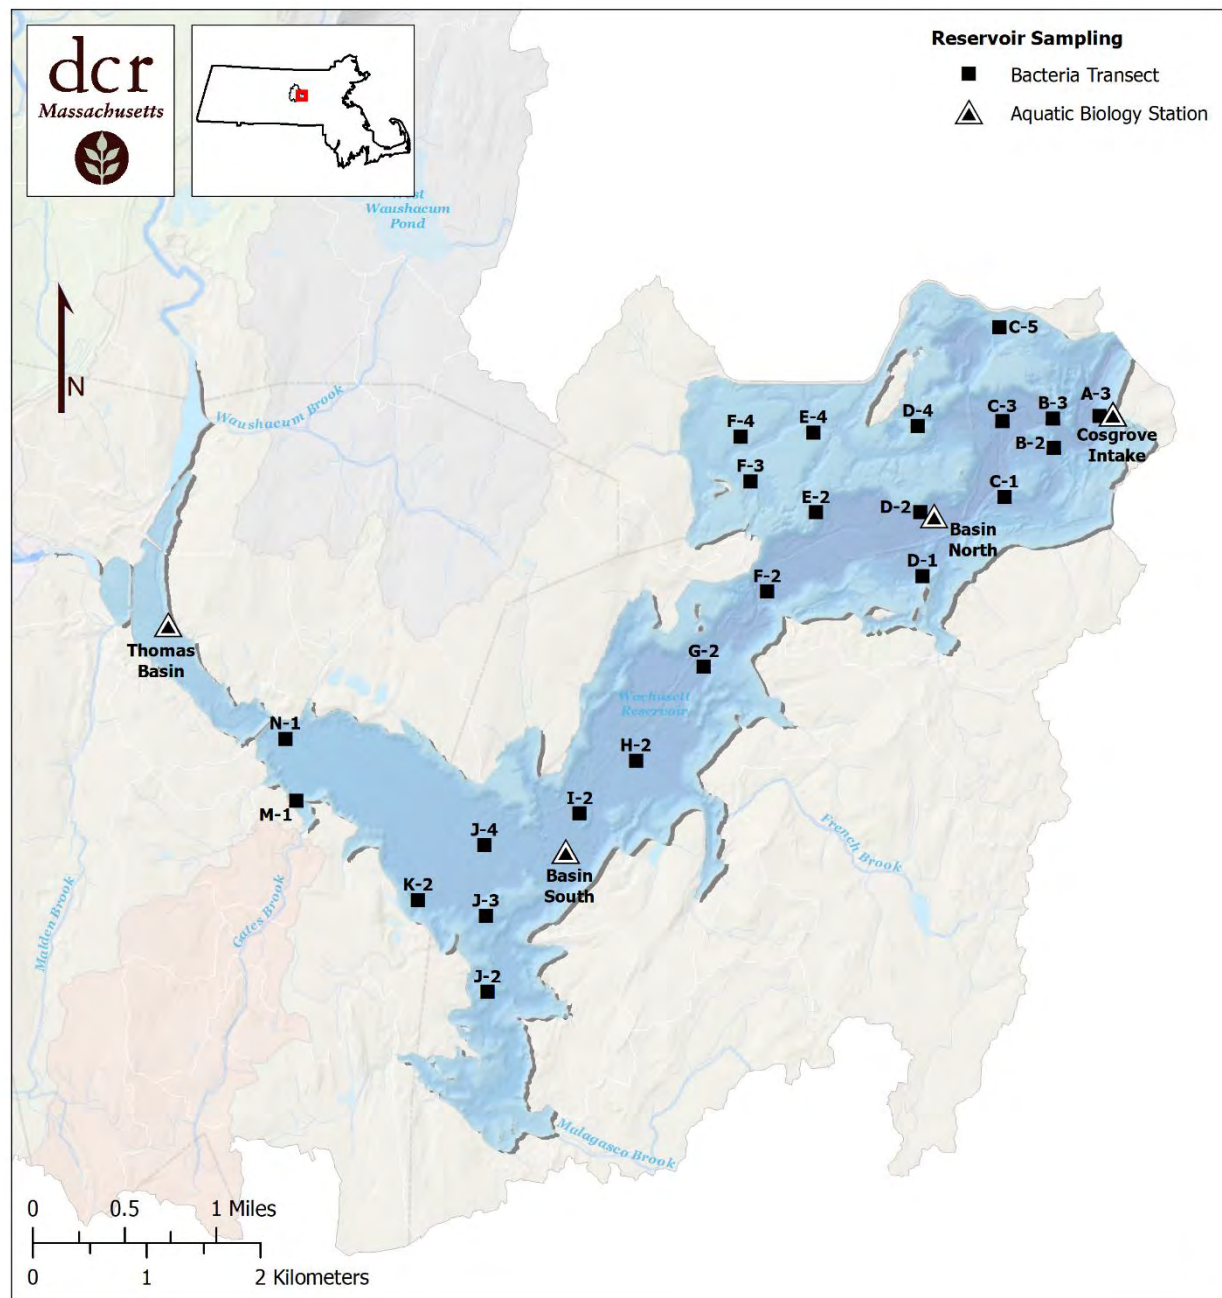 dcr
Massachusetts
Reservoir Sampling
Bacteria Transect
Aquatic Biology Station
West
Waushacum
Pond
N
Waushacum Brook
C-5
A-3
B-3
C-3
D-4
E-4
F-4
Cosgrove
Intake
B-2
F-3
C-1
E-2
D-2
Basin
North
D-1
F-2
Thomas
Basin
G-2
Wachusett
Reservoir
N-1
H-2
M-1
I-2
J-4
French Brook
Basin
South
K-2
J-3
Malden Brook
Gates Brook
J-2
Malagasco Brook
0 0.5 1 Miles
0 1 2 Kilometers